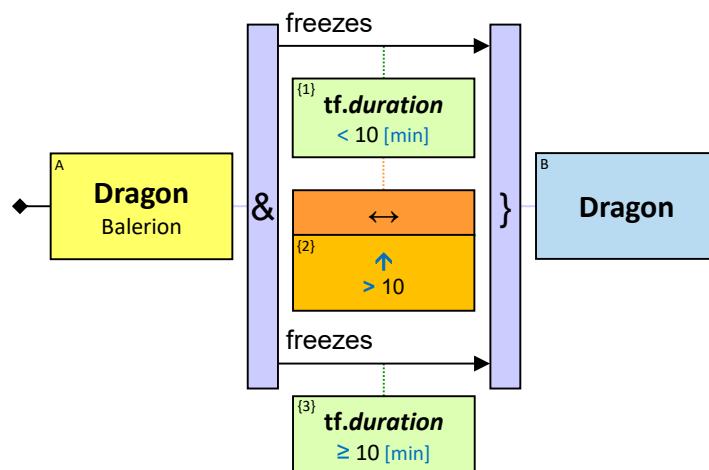 freezes
{1}
tf.duration
< 10 [min]
A
Dragon
Balerion
&
↔
{2}
↑
> 10
}
B
Dragon
freezes
{3}
tf.duration
≥ 10 [min]